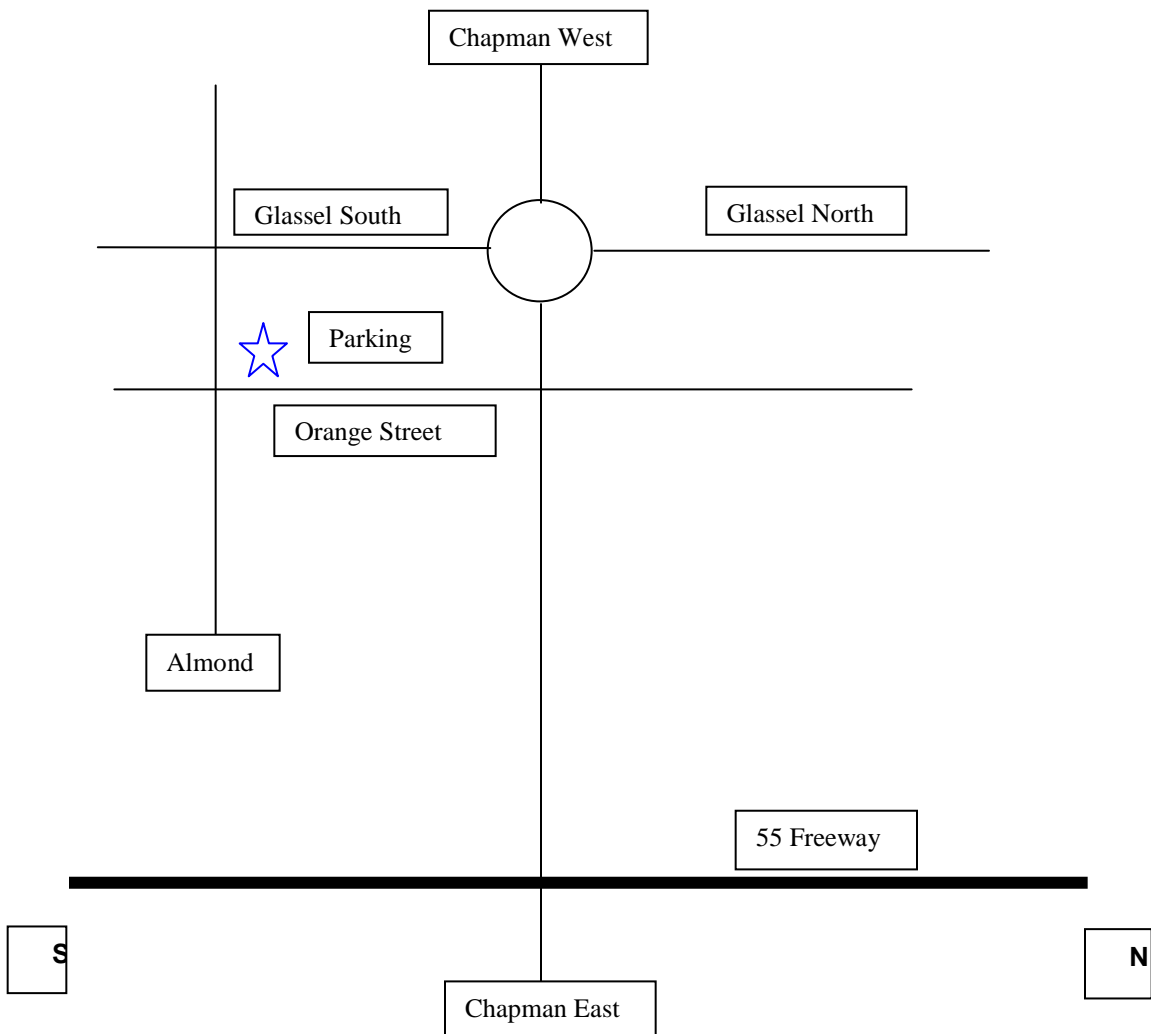 Chapman West
Glassel South
Glassel North
Parking
Orange Street
Almond
55 Freeway
S
N
Chapman East